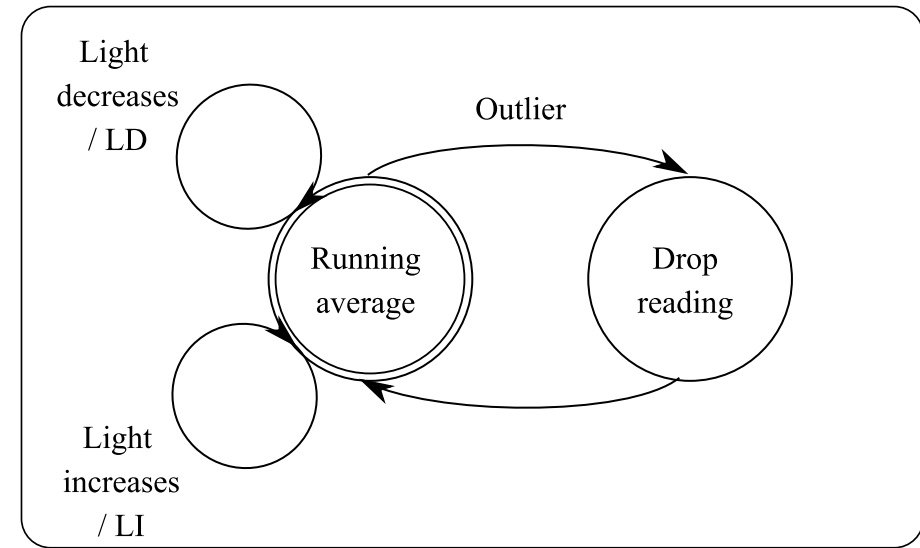 Light
decreases
/ LD
Outlier
Running
average
Drop
reading
Light
increases
/ LI